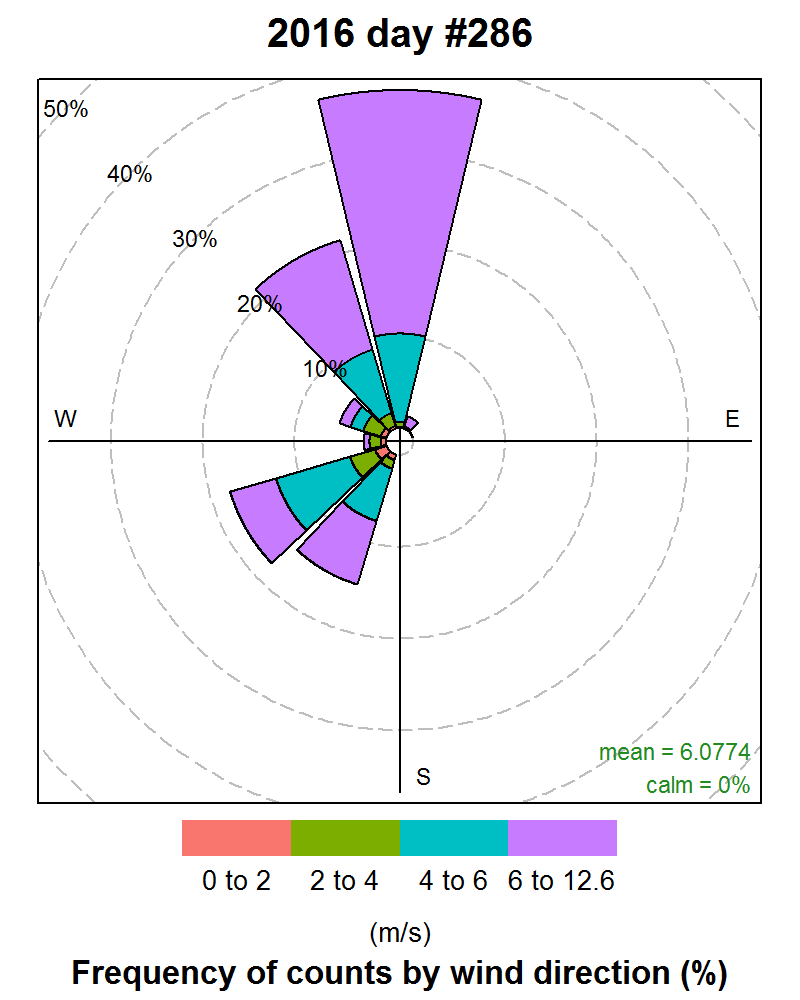 2016 day #286
50%
40%
30%
20%
10%
W
E
S
mean = 6.0774
calm = 0%
0 to 2
2 to 4
4 to 6
6 to 12.6
(m/s)
Frequency of counts by wind direction (%)